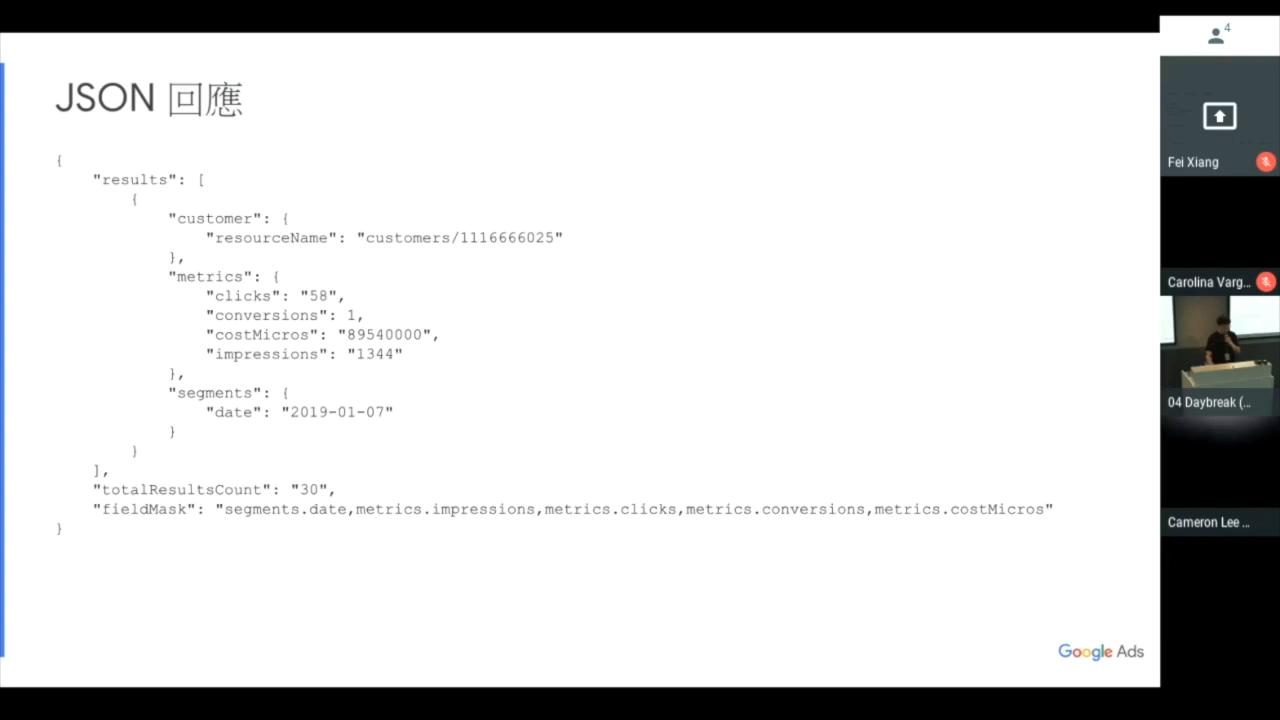 JSON 回應
{
"results": [
{
"customer": {
"resourceName": "customers/1116666025"
},
"metrics": {
"clicks": "58",
"conversions": 1,
"costMicros": "89540000",
"impressions": "1344"
},
"segments": {
"date": "2019-01-07"
}
}
],
"totalResultsCount": "30",
"fieldMask": "segments.date,metrics.impressions,metrics.clicks,metrics.conversions,metrics.costMicros"
}
Google Ads
4
Fei Xiang
Carolina Varg...
04 Daybreak (...
Cameron Lee ...